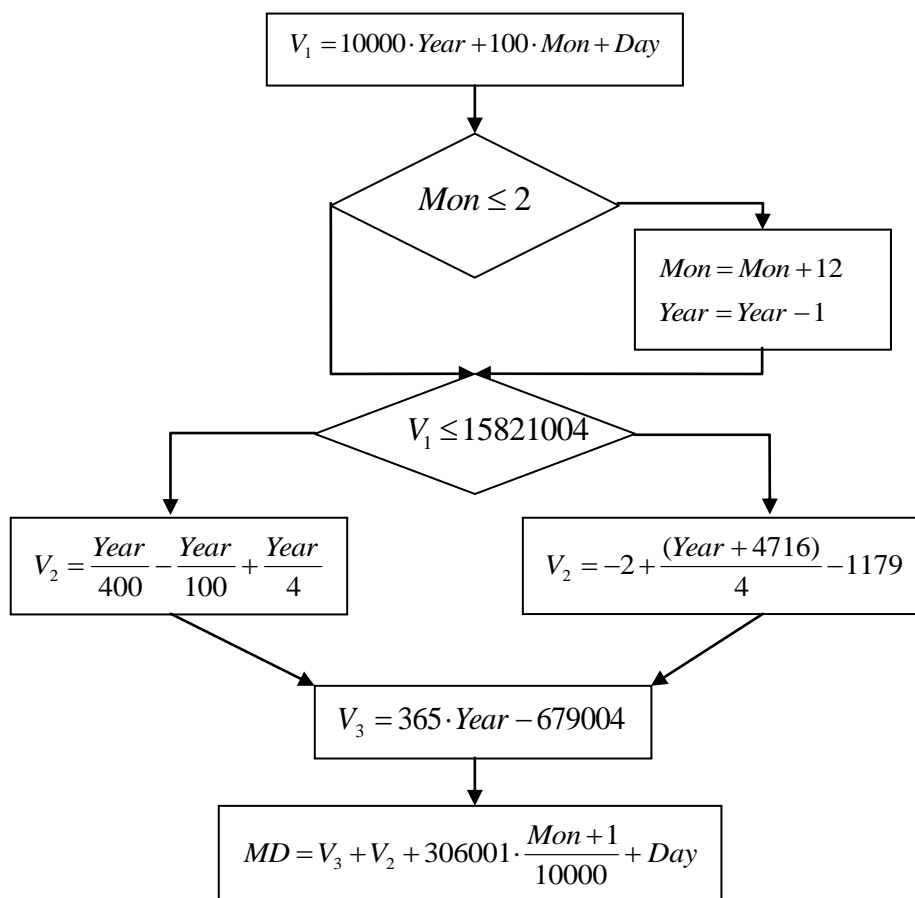 V₁ = 10000·Year + 100·Mon + Day
Mon ≤ 2
Mon = Mon + 12
Year = Year − 1
V₁ ≤ 15821004
V₂ = Year/400 − Year/100 + Year/4
V₂ = −2 + (Year + 4716)/4 − 1179
V₃ = 365·Year − 679004
MD = V₃ + V₂ + 306001·(Mon + 1)/10000 + Day